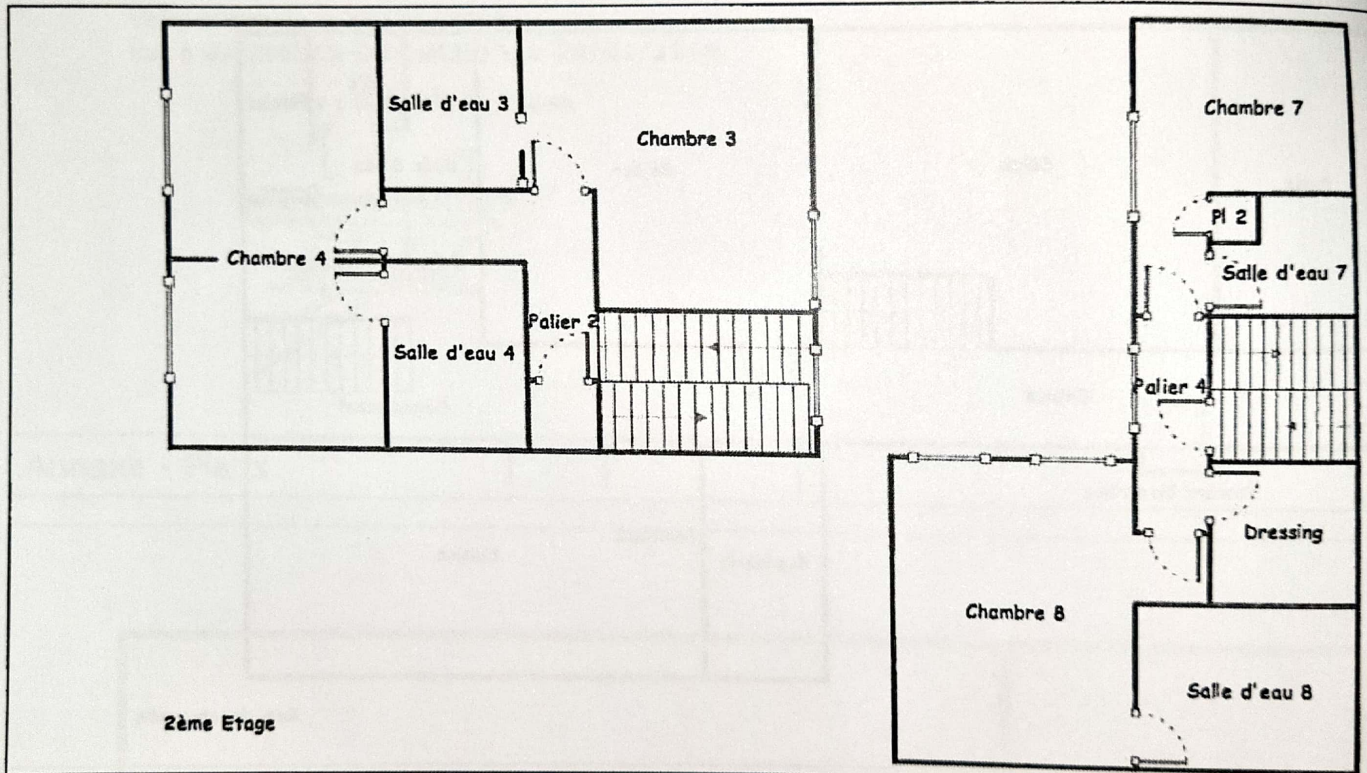 Salle d'eau 3
Chambre 3
Chambre 4
Palier 2
Salle d'eau 4
Chambre 7
Pl 2
Salle d'eau 7
Palier 4
Dressing
Chambre 8
Salle d'eau 8
2ème Etage